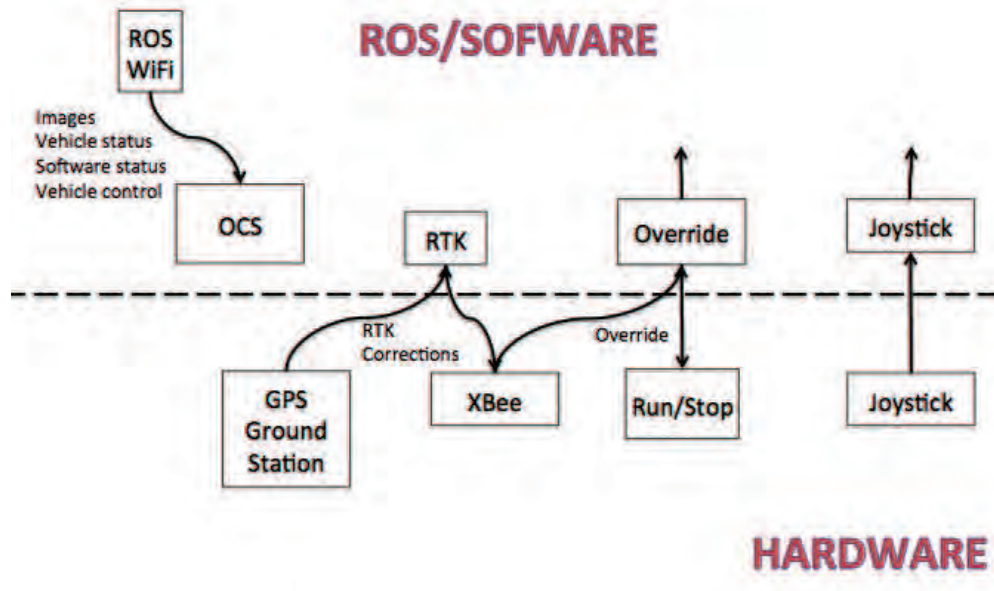 ROS
WiFi
ROS/SOFWARE
Images
Vehicle status
Software status
Vehicle control
OCS
RTK
Override
Joystick
RTK
Corrections
Override
GPS
Ground
Station
XBee
Run/Stop
Joystick
HARDWARE